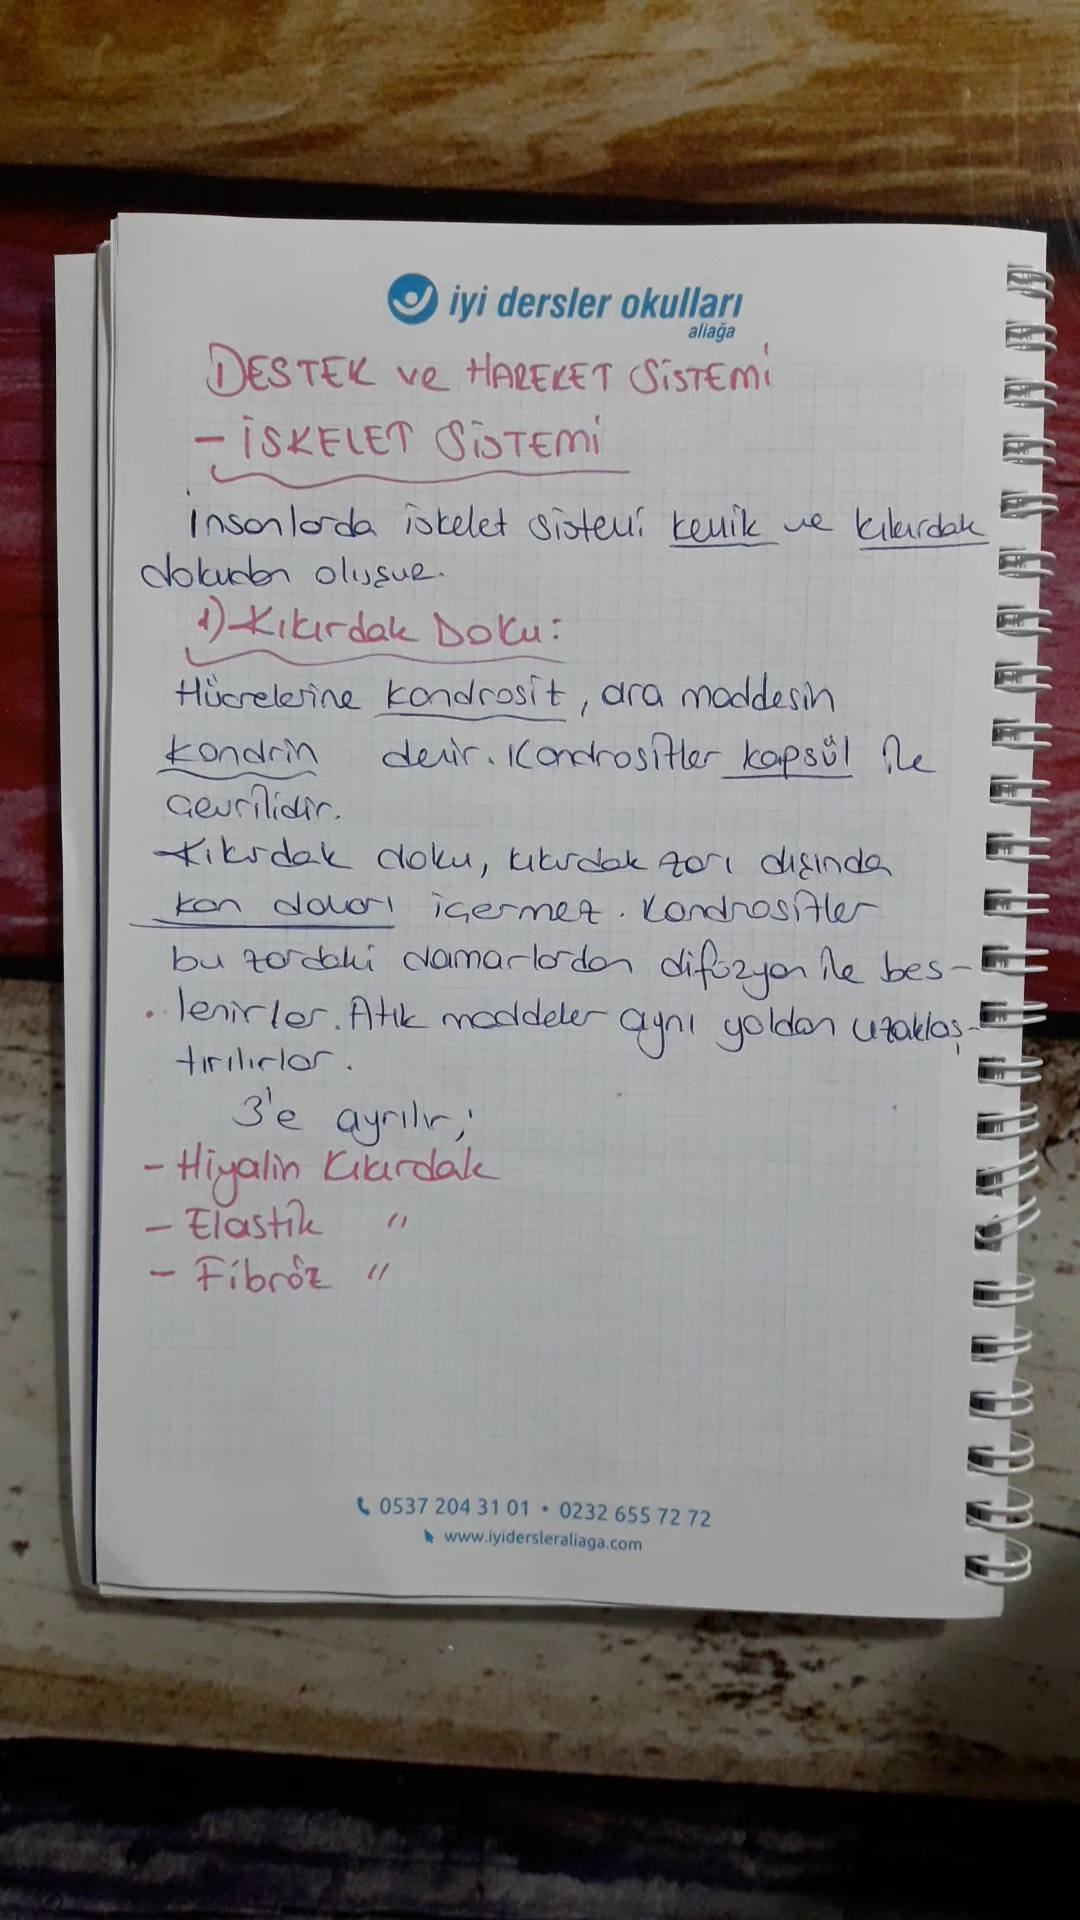 iyi dersler okulları
aliağa
DESTEK ve HAREKET SİSTEMİ
- İSKELET SİSTEMİ
İnsanlarda iskelet sistemi kemik ve kıkırdak
dokudan oluşur.
1) Kıkırdak Doku:
Hücrelerine kondrosit, ara maddesin
kondrin denir. Kondrositler kapsül ile
çevrilidir.
Kıkırdak doku, kıkırdak zarı dışında
kan damarı içermez. Kondrositler
bu zardaki damarlardan difüzyon ile bes-
lenirler. Atık maddeler aynı yoldan uzaklaş-
tırılırlar.
3'e ayrılır;
- Hiyalin Kıkırdak
- Elastik "
- Fibröz "
0537 204 31 01 • 0232 655 72 72
www.iyidersleraliaga.com